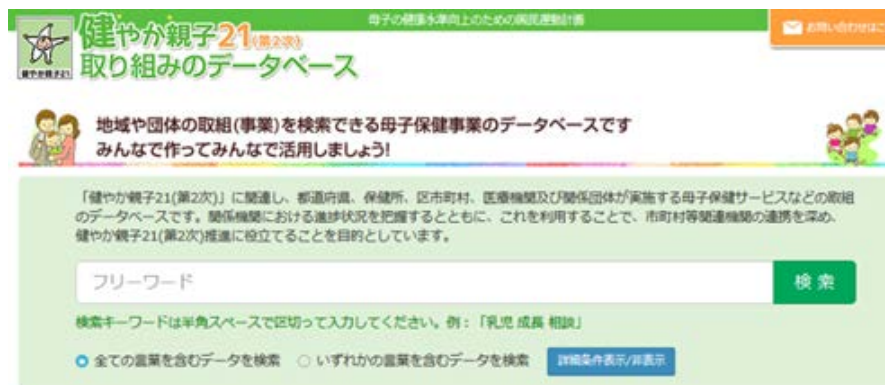 母子の健康水準向上のための国民運動計画
健やか親子21(第2次)
取り組みのデータベース
健やか親子21
お問い合わせはこ
地域や団体の取組(事業)を検索できる母子保健事業のデータベースです
みんなで作ってみんなで活用しましょう!
「健やか親子21(第2次)」に関連し、都道府県、保健所、区市町村、医療機関及び関係団体が実施する母子保健サービスなどの取組
のデータベースです。関係機関における進捗状況を把握するとともに、これを利用することで、市町村等関連機関の連携を深め、
健やか親子21(第2次)推進に役立てることを目的としています。
フリーワード
検索
検索キーワードは半角スペースで区切って入力してください。例：「乳児 成長 相談」
全ての言葉を含むデータを検索 いずれかの言葉を含むデータを検索 詳細条件表示/非表示